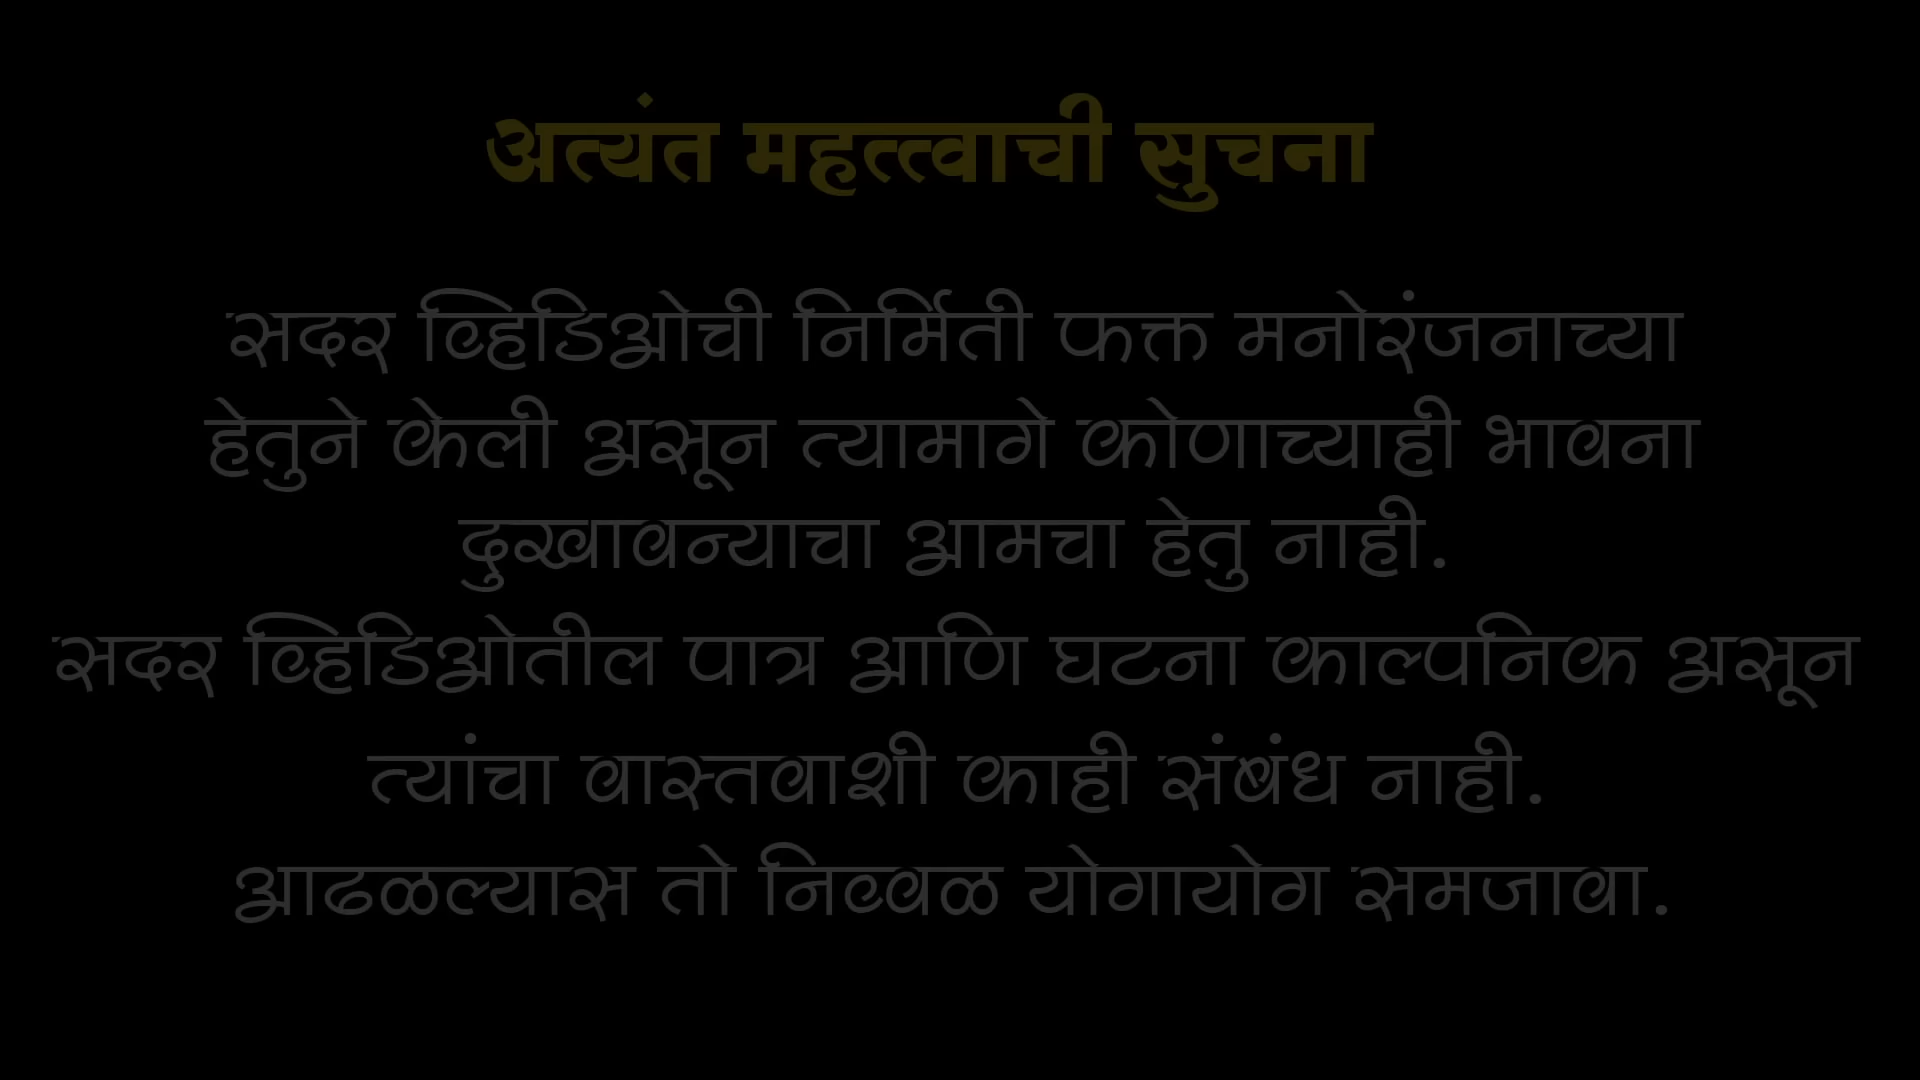 अत्यंत महत्त्वाची सुचना
सदर व्हिडिओची निर्मिती फक्त मनोरंजनाच्या
हेतुने केली असून त्यामागे कोणाच्याही भावना
दुखावन्याचा आमचा हेतु नाही.
सदर व्हिडिओतील पात्र आणि घटना काल्पनिक असून
त्यांचा वास्तवाशी काही संबंध नाही.
आढळल्यास तो निव्वळ योगायोग समजावा.